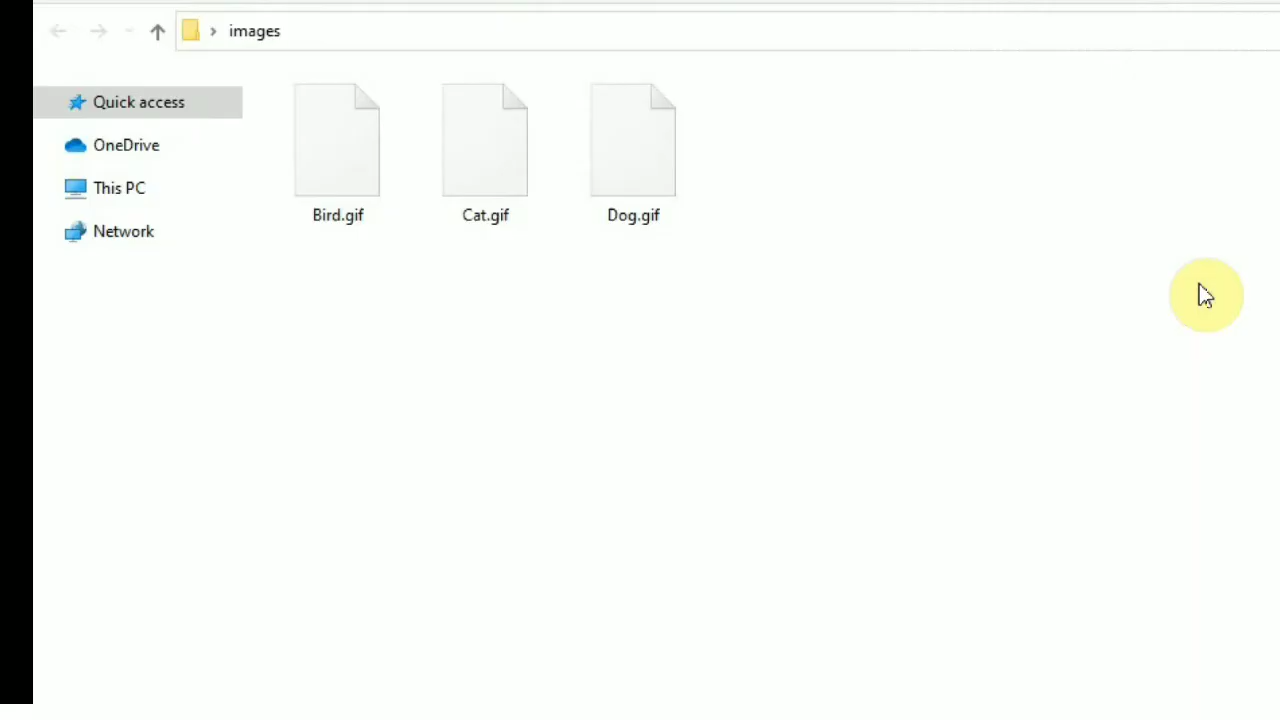 images
Quick access
OneDrive
This PC
Network
Bird.gif
Cat.gif
Dog.gif